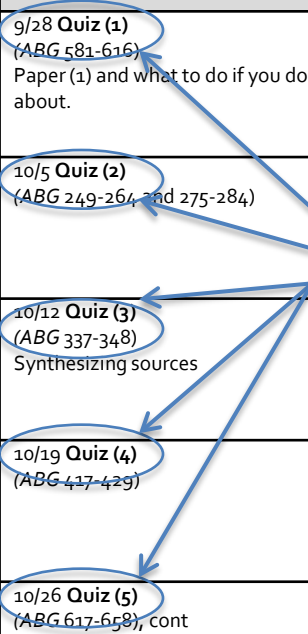 9/28 Quiz (1)
(ABG 581-616)
Paper (1) and what to do if you do
about.
10/5 Quiz (2)
(ABG 249-264 and 275-284)
10/12 Quiz (3)
(ABG 337-348)
Synthesizing sources
10/19 Quiz (4)
(ABG 417-429)
10/26 Quiz (5)
(ABG 617-658), cont